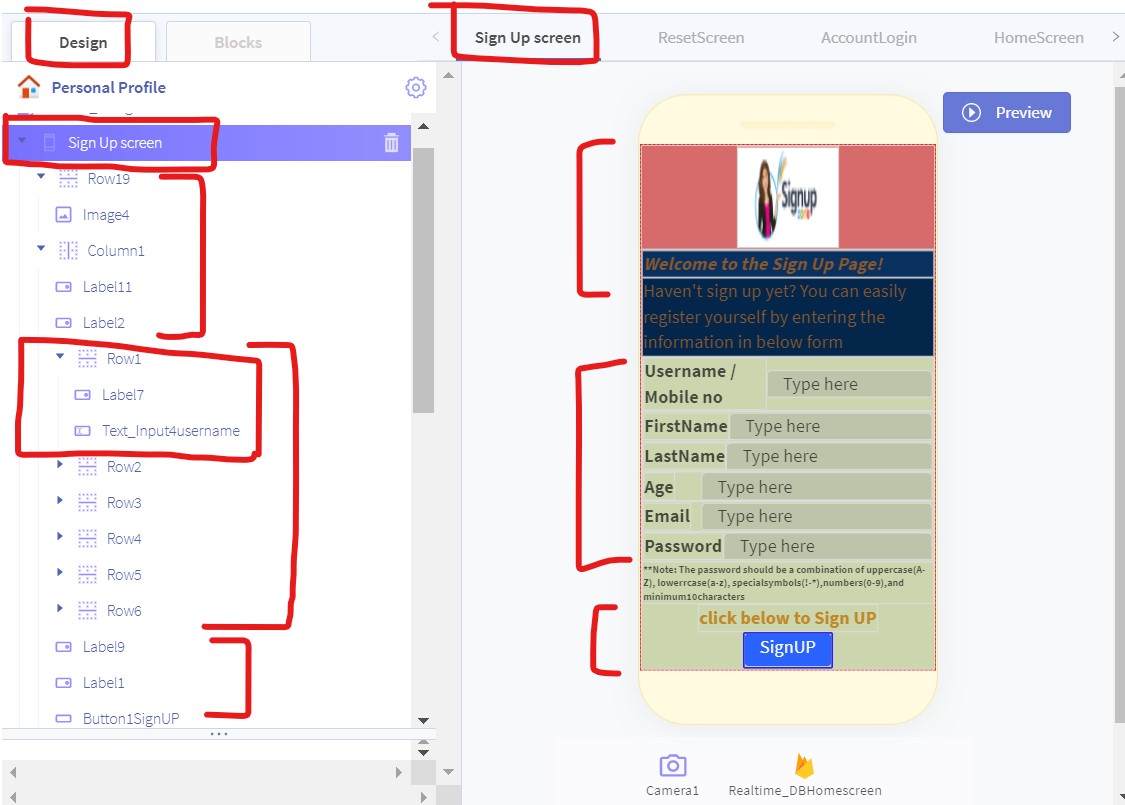 Design
Blocks
Sign Up screen
ResetScreen
AccountLogin
HomeScreen
Personal Profile
Sign Up screen
Row19
Image4
Column1
Label11
Label2
Row1
Label7
Text_Input4username
Row2
Row3
Row4
Row5
Row6
Label9
Label1
Button1SignUP
Preview
Signup
Welcome to the Sign Up Page!
Haven't sign up yet? You can easily
register yourself by entering the
information in below form
Username /
Mobile no
Type here
FirstName Type here
LastName Type here
Age Type here
Email Type here
Password Type here
**Note: The password should be a combination of uppercase(A-
Z), lowerrcase(a-z), specialsymbols(!-*),numbers(0-9),and
minimum10characters
click below to Sign UP
SignUP
Camera1
Realtime_DBHomescreen